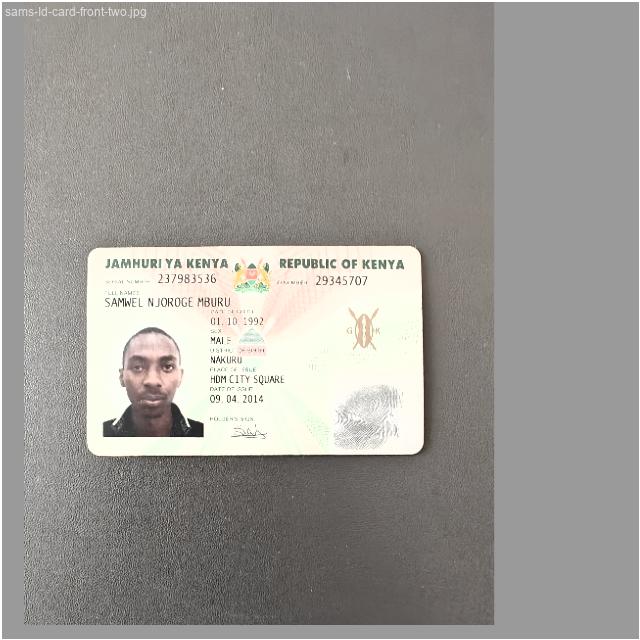 sams-Id-card-front-two.jpg
JAMHURI YA KENYA REPUBLIC OF KENYA
SERIAL NUMBER: 237983536 ID NUMBER: 29345707
FULL NAMES
SAMWEL NJOROGE MBURU
DATE OF BIRTH
01.10.1992
SEX
MALE
DISTRICT OF BIRTH
NAKURU
PLACE OF ISSUE
HDM CITY SQUARE
DATE OF ISSUE
09.04.2014
G K
HOLDER'S SIGN.